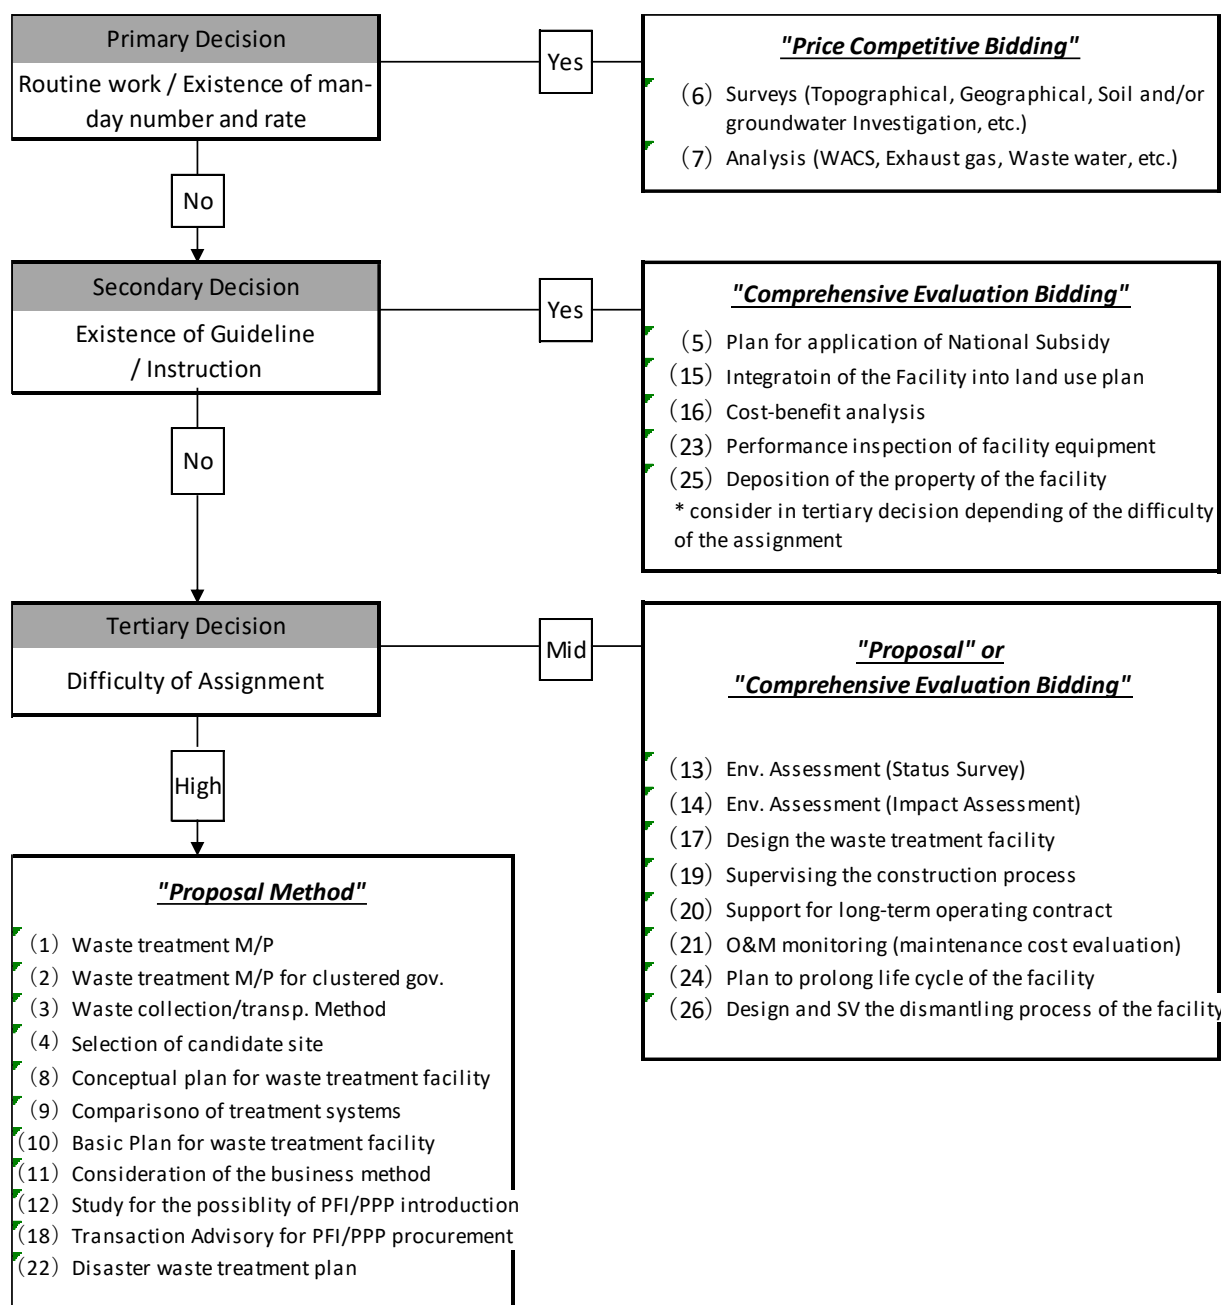 Primary Decision
Routine work / Existence of man-
day number and rate
Yes
"Price Competitive Bidding"
（6）Surveys (Topographical, Geographical, Soil and/or
groundwater Investigation, etc.)
（7）Analysis (WACS, Exhaust gas, Waste water, etc.)
No
Secondary Decision
Existence of Guideline
/ Instruction
Yes
"Comprehensive Evaluation Bidding"
（5）Plan for application of National Subsidy
（15）Integratoin of the Facility into land use plan
（16）Cost-benefit analysis
（23）Performance inspection of facility equipment
（25）Deposition of the property of the facility
* consider in tertiary decision depending of the difficulty
of the assignment
No
Tertiary Decision
Difficulty of Assignment
Mid
"Proposal" or
"Comprehensive Evaluation Bidding"
（13）Env. Assessment (Status Survey)
（14）Env. Assessment (Impact Assessment)
（17）Design the waste treatment facility
（19）Supervising the construction process
（20）Support for long-term operating contract
（21）O&M monitoring (maintenance cost evaluation)
（24）Plan to prolong life cycle of the facility
（26）Design and SV the dismantling process of the facility
High
"Proposal Method"
（1）Waste treatment M/P
（2）Waste treatment M/P for clustered gov.
（3）Waste collection/transp. Method
（4）Selection of candidate site
（8）Conceptual plan for waste treatment facility
（9）Comparisono of treatment systems
（10）Basic Plan for waste treatment facility
（11）Consideration of the business method
（12）Study for the possiblity of PFI/PPP introduction
（18）Transaction Advisory for PFI/PPP procurement
（22）Disaster waste treatment plan